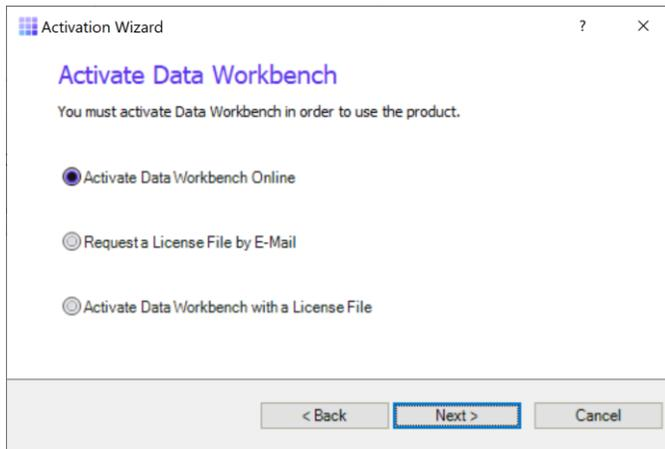 Activation Wizard ?
Activate Data Workbench
You must activate Data Workbench in order to use the product.
Activate Data Workbench Online
Request a License File by E-Mail
Activate Data Workbench with a License File
< Back Next > Cancel